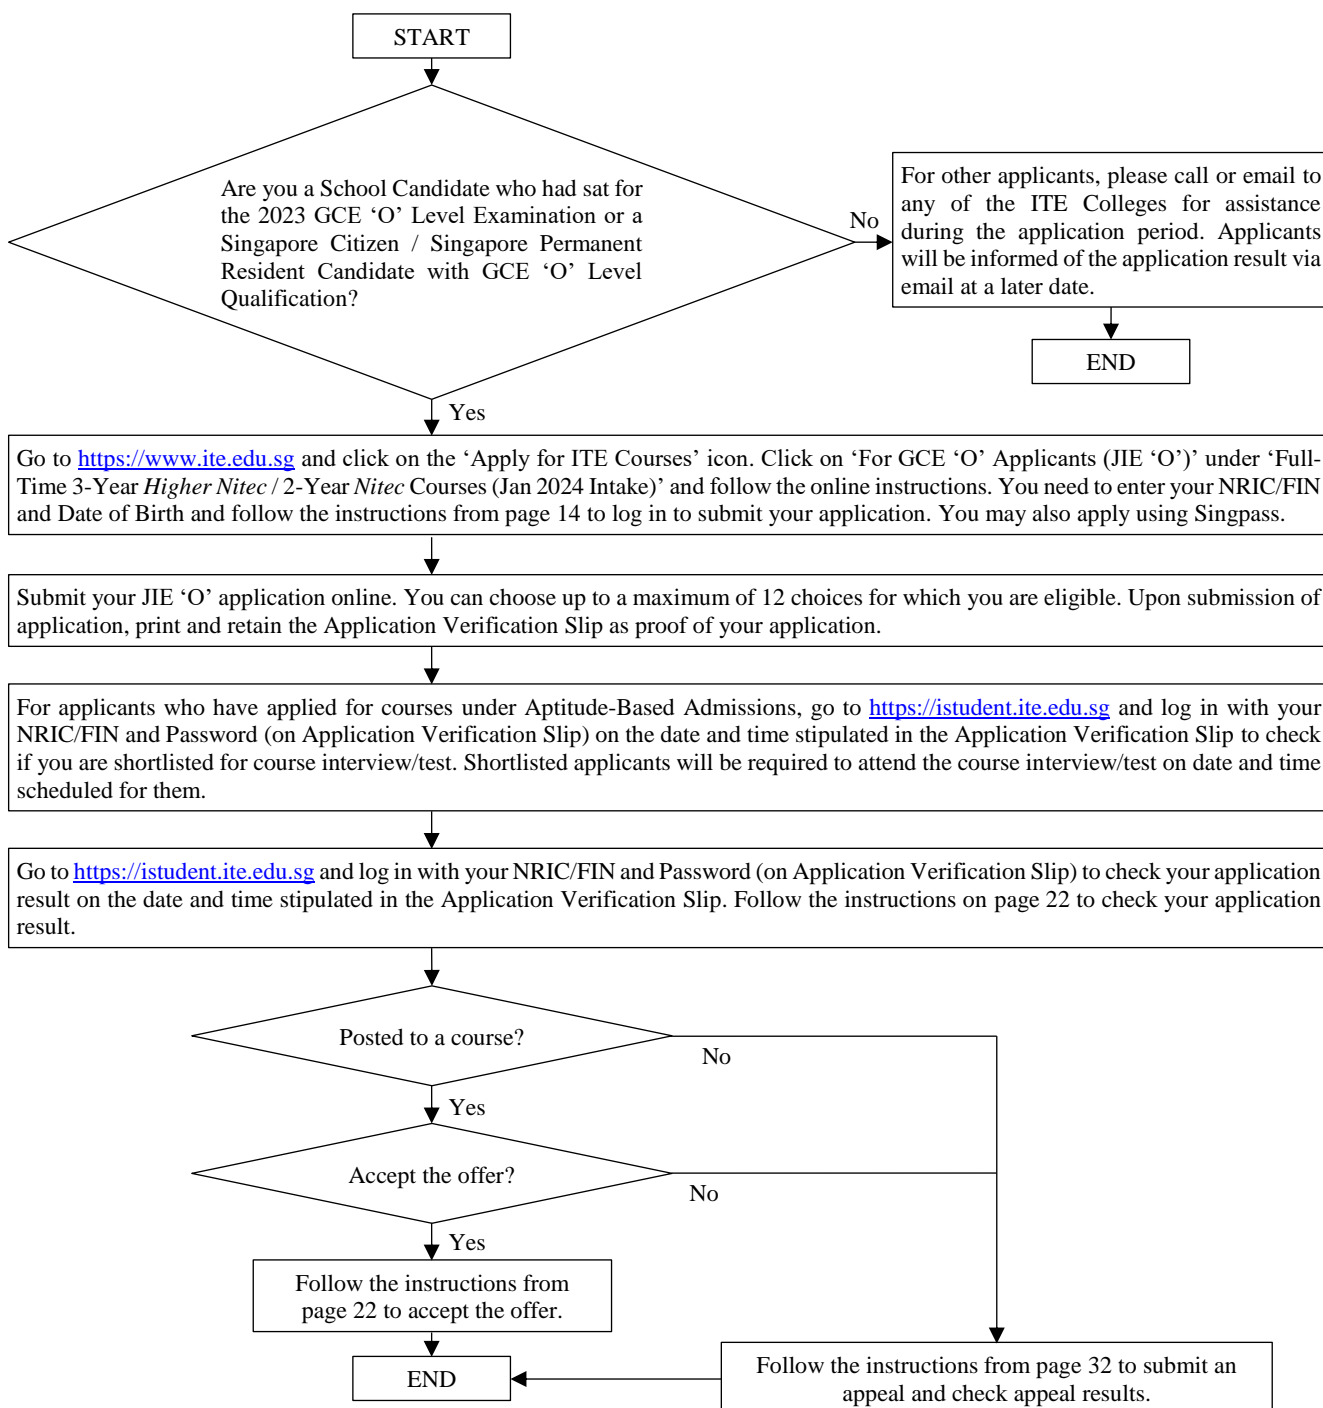 START
Are you a School Candidate who had sat for
the 2023 GCE ‘O’ Level Examination or a
Singapore Citizen / Singapore Permanent
Resident Candidate with GCE ‘O’ Level
Qualification?
No
For other applicants, please call or email to
any of the ITE Colleges for assistance
during the application period. Applicants
will be informed of the application result via
email at a later date.
END
Yes
Go to https://www.ite.edu.sg and click on the ‘Apply for ITE Courses’ icon. Click on ‘For GCE ‘O’ Applicants (JIE ‘O’)’ under ‘Full-
Time 3-Year Higher Nitec / 2-Year Nitec Courses (Jan 2024 Intake)’ and follow the online instructions. You need to enter your NRIC/FIN
and Date of Birth and follow the instructions from page 14 to log in to submit your application. You may also apply using Singpass.
Submit your JIE ‘O’ application online. You can choose up to a maximum of 12 choices for which you are eligible. Upon submission of
application, print and retain the Application Verification Slip as proof of your application.
For applicants who have applied for courses under Aptitude-Based Admissions, go to https://istudent.ite.edu.sg and log in with your
NRIC/FIN and Password (on Application Verification Slip) on the date and time stipulated in the Application Verification Slip to check
if you are shortlisted for course interview/test. Shortlisted applicants will be required to attend the course interview/test on date and time
scheduled for them.
Go to https://istudent.ite.edu.sg and log in with your NRIC/FIN and Password (on Application Verification Slip) to check your application
result on the date and time stipulated in the Application Verification Slip. Follow the instructions on page 22 to check your application
result.
Posted to a course?
No
Yes
Accept the offer?
No
Yes
Follow the instructions from
page 22 to accept the offer.
END
Follow the instructions from page 32 to submit an
appeal and check appeal results.